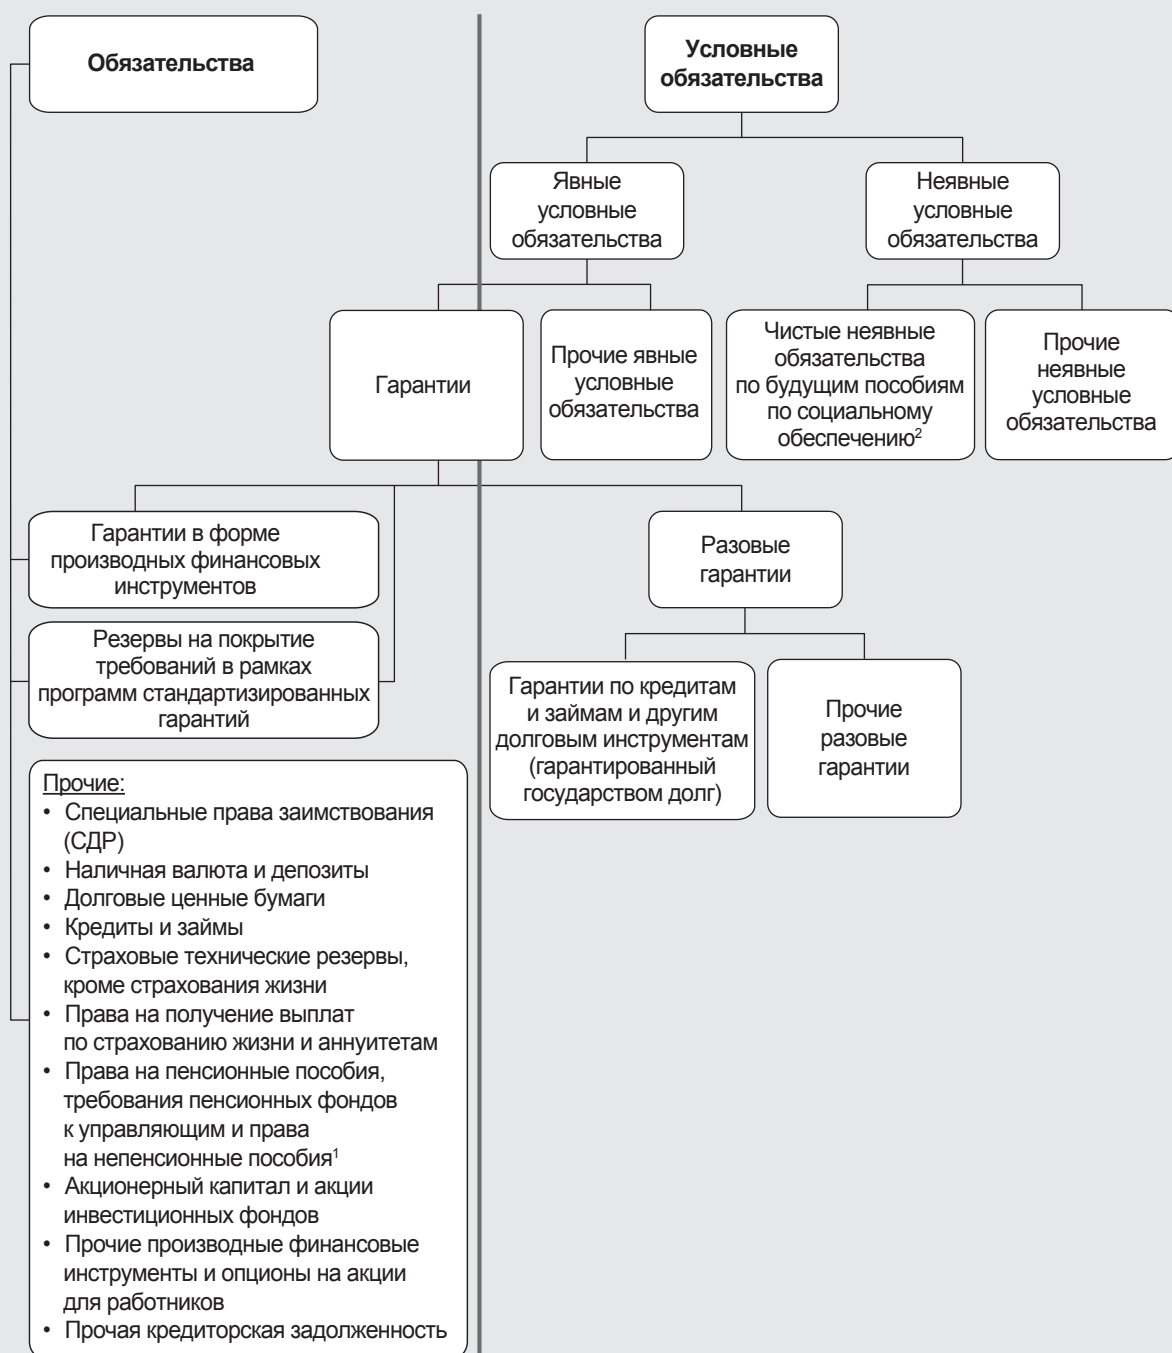 Обязательства
Условные
обязательства
Явные
условные
обязательства
Неявные
условные
обязательства
Гарантии
Прочие явные
условные
обязательства
Чистые неявные
обязательства
по будущим пособиям
по социальному
обеспечению²
Прочие
неявные
условные
обязательства
Гарантии в форме
производных финансовых
инструментов
Разовые
гарантии
Резервы на покрытие
требований в рамках
программ стандартизированных
гарантий
Гарантии по кредитам
и займам и другим
долговым инструментам
(гарантированный
государством долг)
Прочие
разовые
гарантии
Прочие:
• Специальные права заимствования
(СДР)
• Наличная валюта и депозиты
• Долговые ценные бумаги
• Кредиты и займы
• Страховые технические резервы,
кроме страхования жизни
• Права на получение выплат
по страхованию жизни и аннуитетам
• Права на пенсионные пособия,
требования пенсионных фондов
к управляющим и права
на непенсионные пособия¹
• Акционерный капитал и акции
инвестиционных фондов
• Прочие производные финансовые
инструменты и опционы на акции
для работников
• Прочая кредиторская задолженность